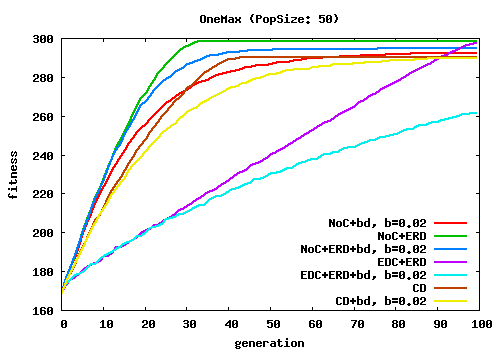 OneMax (PopSize: 50)
fitness
300
280
260
240
220
200
180
160
NoC+bd, b=0.02
NoC+ERD
NoC+ERD+bd, b=0.02
EDC+ERD
EDC+ERD+bd, b=0.02
CD
CD+bd, b=0.02
0 10 20 30 40 50 60 70 80 90 100
generation